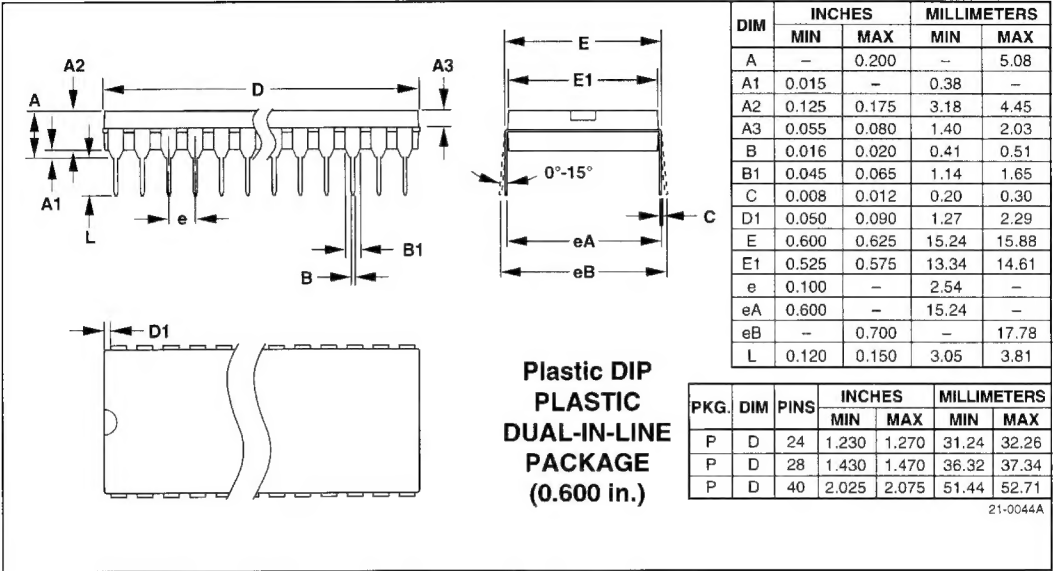 A2
A3
A
D
A1
L
e
B1
B
E
E1
0°-15°
C
eA
eB
D1
Plastic DIP
PLASTIC
DUAL-IN-LINE
PACKAGE
(0.600 in.)
DIM INCHES MILLIMETERS
MIN MAX MIN MAX
A – 0.200 – 5.08
A1 0.015 – 0.38 –
A2 0.125 0.175 3.18 4.45
A3 0.055 0.080 1.40 2.03
B 0.016 0.020 0.41 0.51
B1 0.045 0.065 1.14 1.65
C 0.008 0.012 0.20 0.30
D1 0.050 0.090 1.27 2.29
E 0.600 0.625 15.24 15.88
E1 0.525 0.575 13.34 14.61
e 0.100 – 2.54 –
eA 0.600 – 15.24 –
eB – 0.700 – 17.78
L 0.120 0.150 3.05 3.81
PKG. DIM PINS INCHES MILLIMETERS
MIN MAX MIN MAX
P D 24 1.230 1.270 31.24 32.26
P D 28 1.430 1.470 36.32 37.34
P D 40 2.025 2.075 51.44 52.71
21-0044A